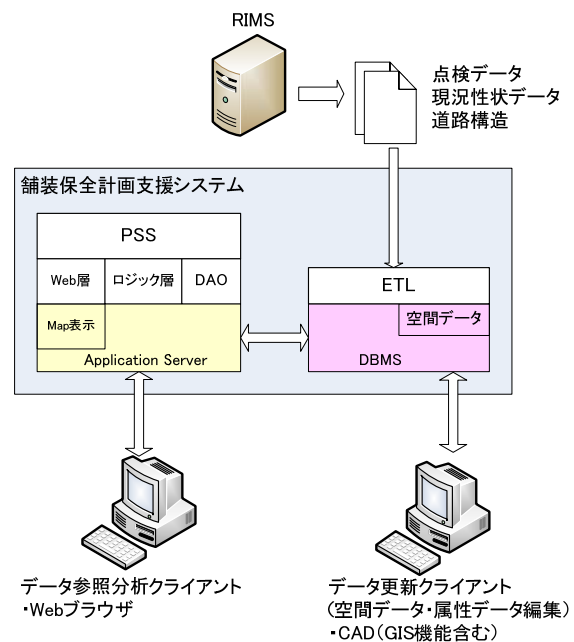 RIMS
点検データ
現況性状データ
道路構造
舗装保全計画支援システム
PSS
Web層
ロジック層
DAO
Map表示
Application Server
ETL
空間データ
DBMS
データ参照分析クライアント
・Webブラウザ
データ更新クライアント
(空間データ・属性データ編集)
・CAD(GIS機能含む)